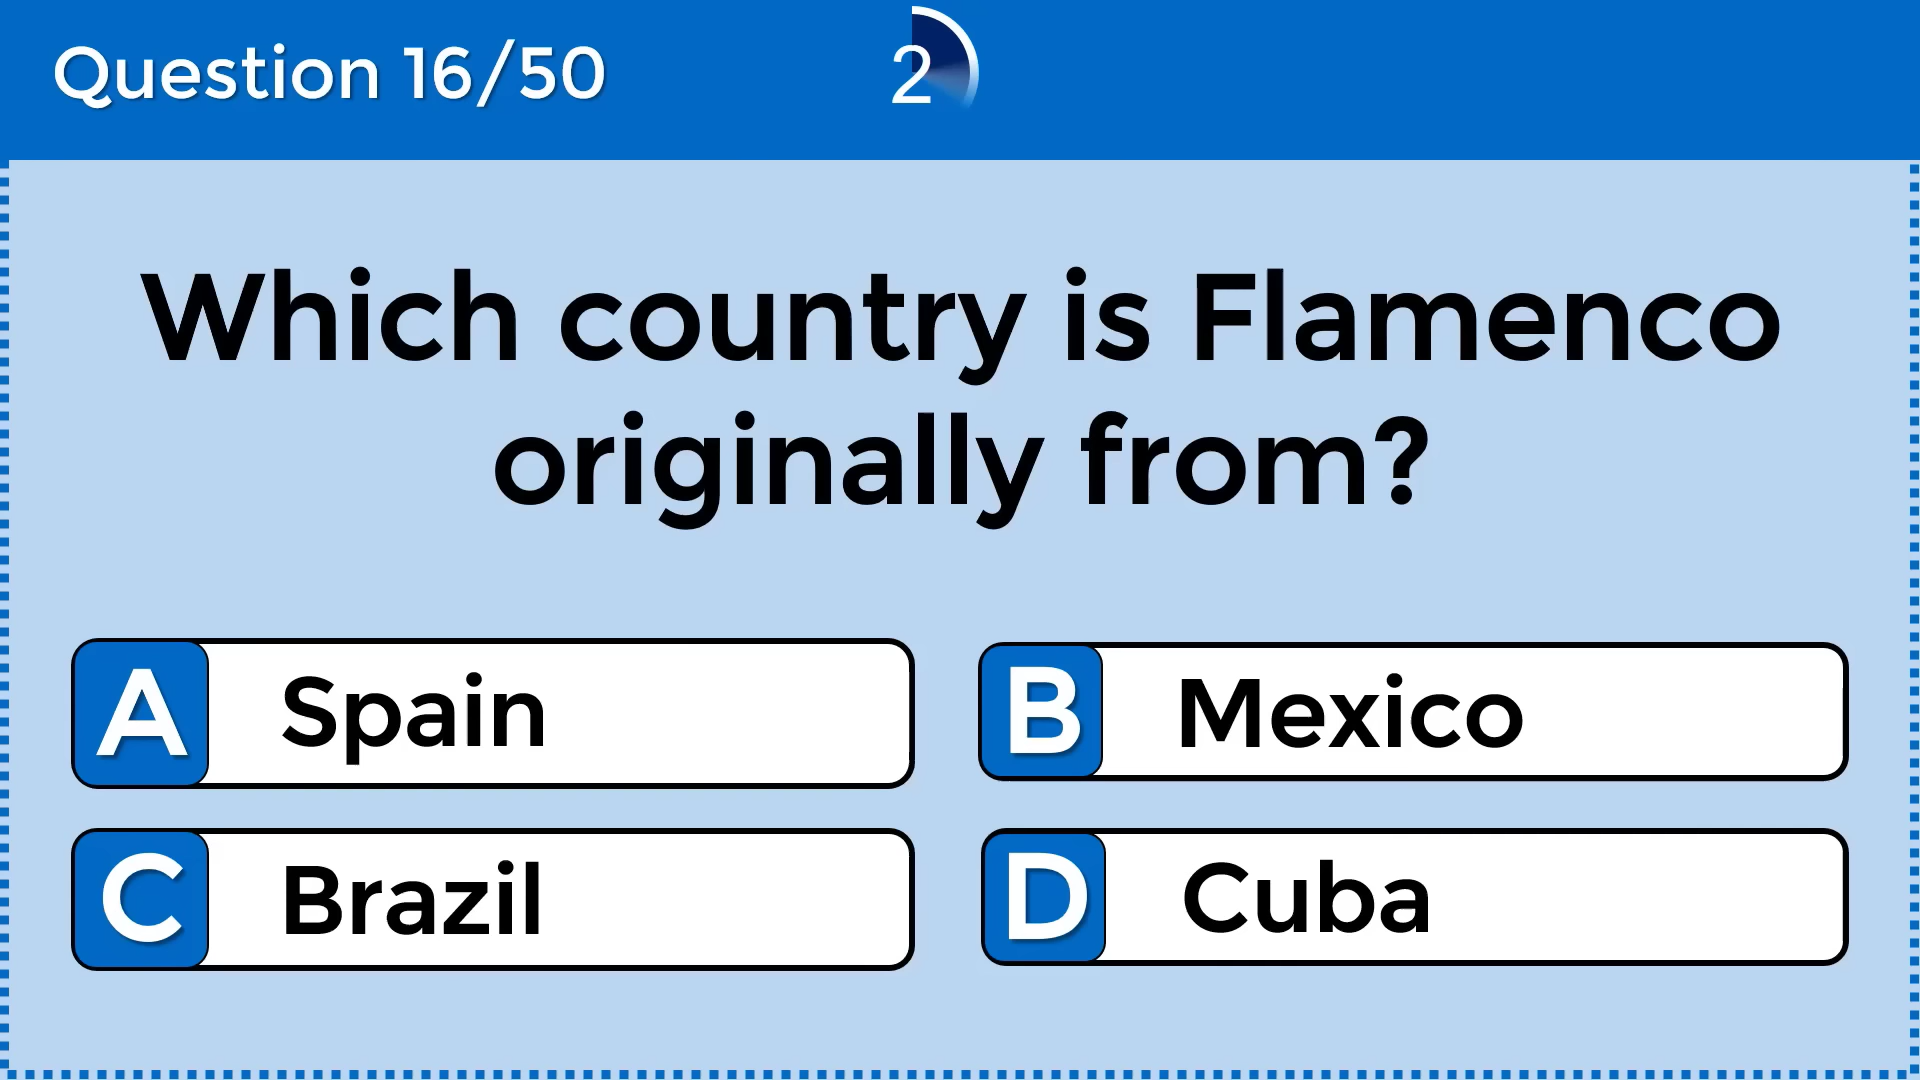 Question 16/50
2
Which country is Flamenco
originally from?
A Spain
B Mexico
C Brazil
D Cuba